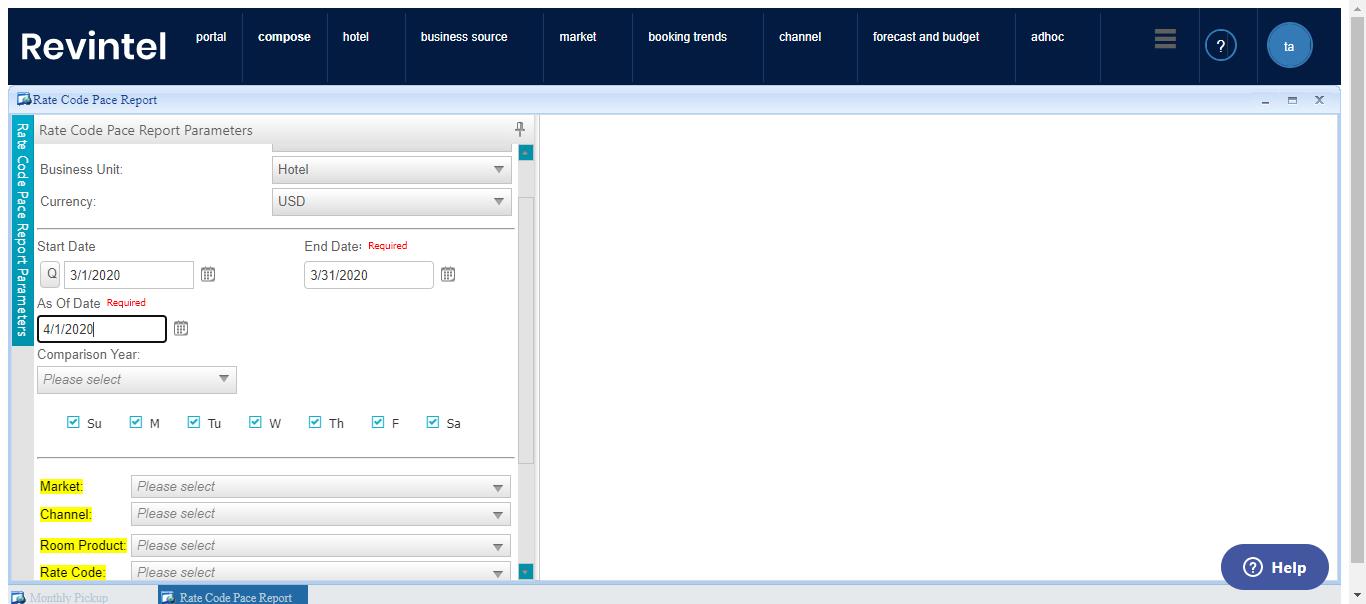 Revintel
portal compose hotel business source market booking trends channel forecast and budget adhoc
? ta
Rate Code Pace Report
Rate Code Pace Report Parameters
Rate Code Pace Report Parameters
Business Unit: Hotel
Currency: USD
Start Date End Date: Required
Q 3/1/2020 3/31/2020
As Of Date Required
4/1/2020
Comparison Year:
Please select
Su M Tu W Th F Sa
Market: Please select
Channel: Please select
Room Product: Please select
Rate Code: Please select
? Help
Monthly Pickup Rate Code Pace Report